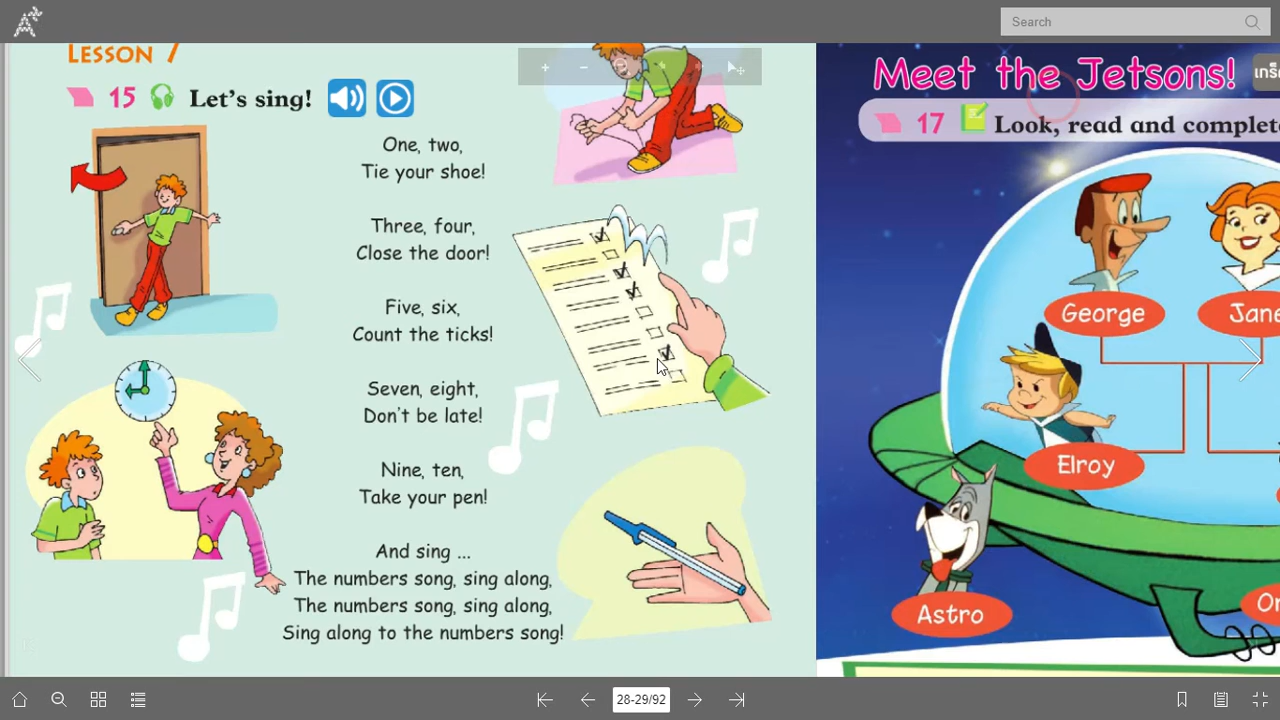 Search
LESSON 7
15 Let's sing!
One, two,
Tie your shoe!
Three, four,
Close the door!
Five, six,
Count the ticks!
Seven, eight,
Don't be late!
Nine, ten,
Take your pen!
And sing ...
The numbers song, sing along,
The numbers song, sing along,
Sing along to the numbers song!
Meet the Jetsons!
17 Look, read and complete
George
Jane
Elroy
Astro
Or
28-29/92